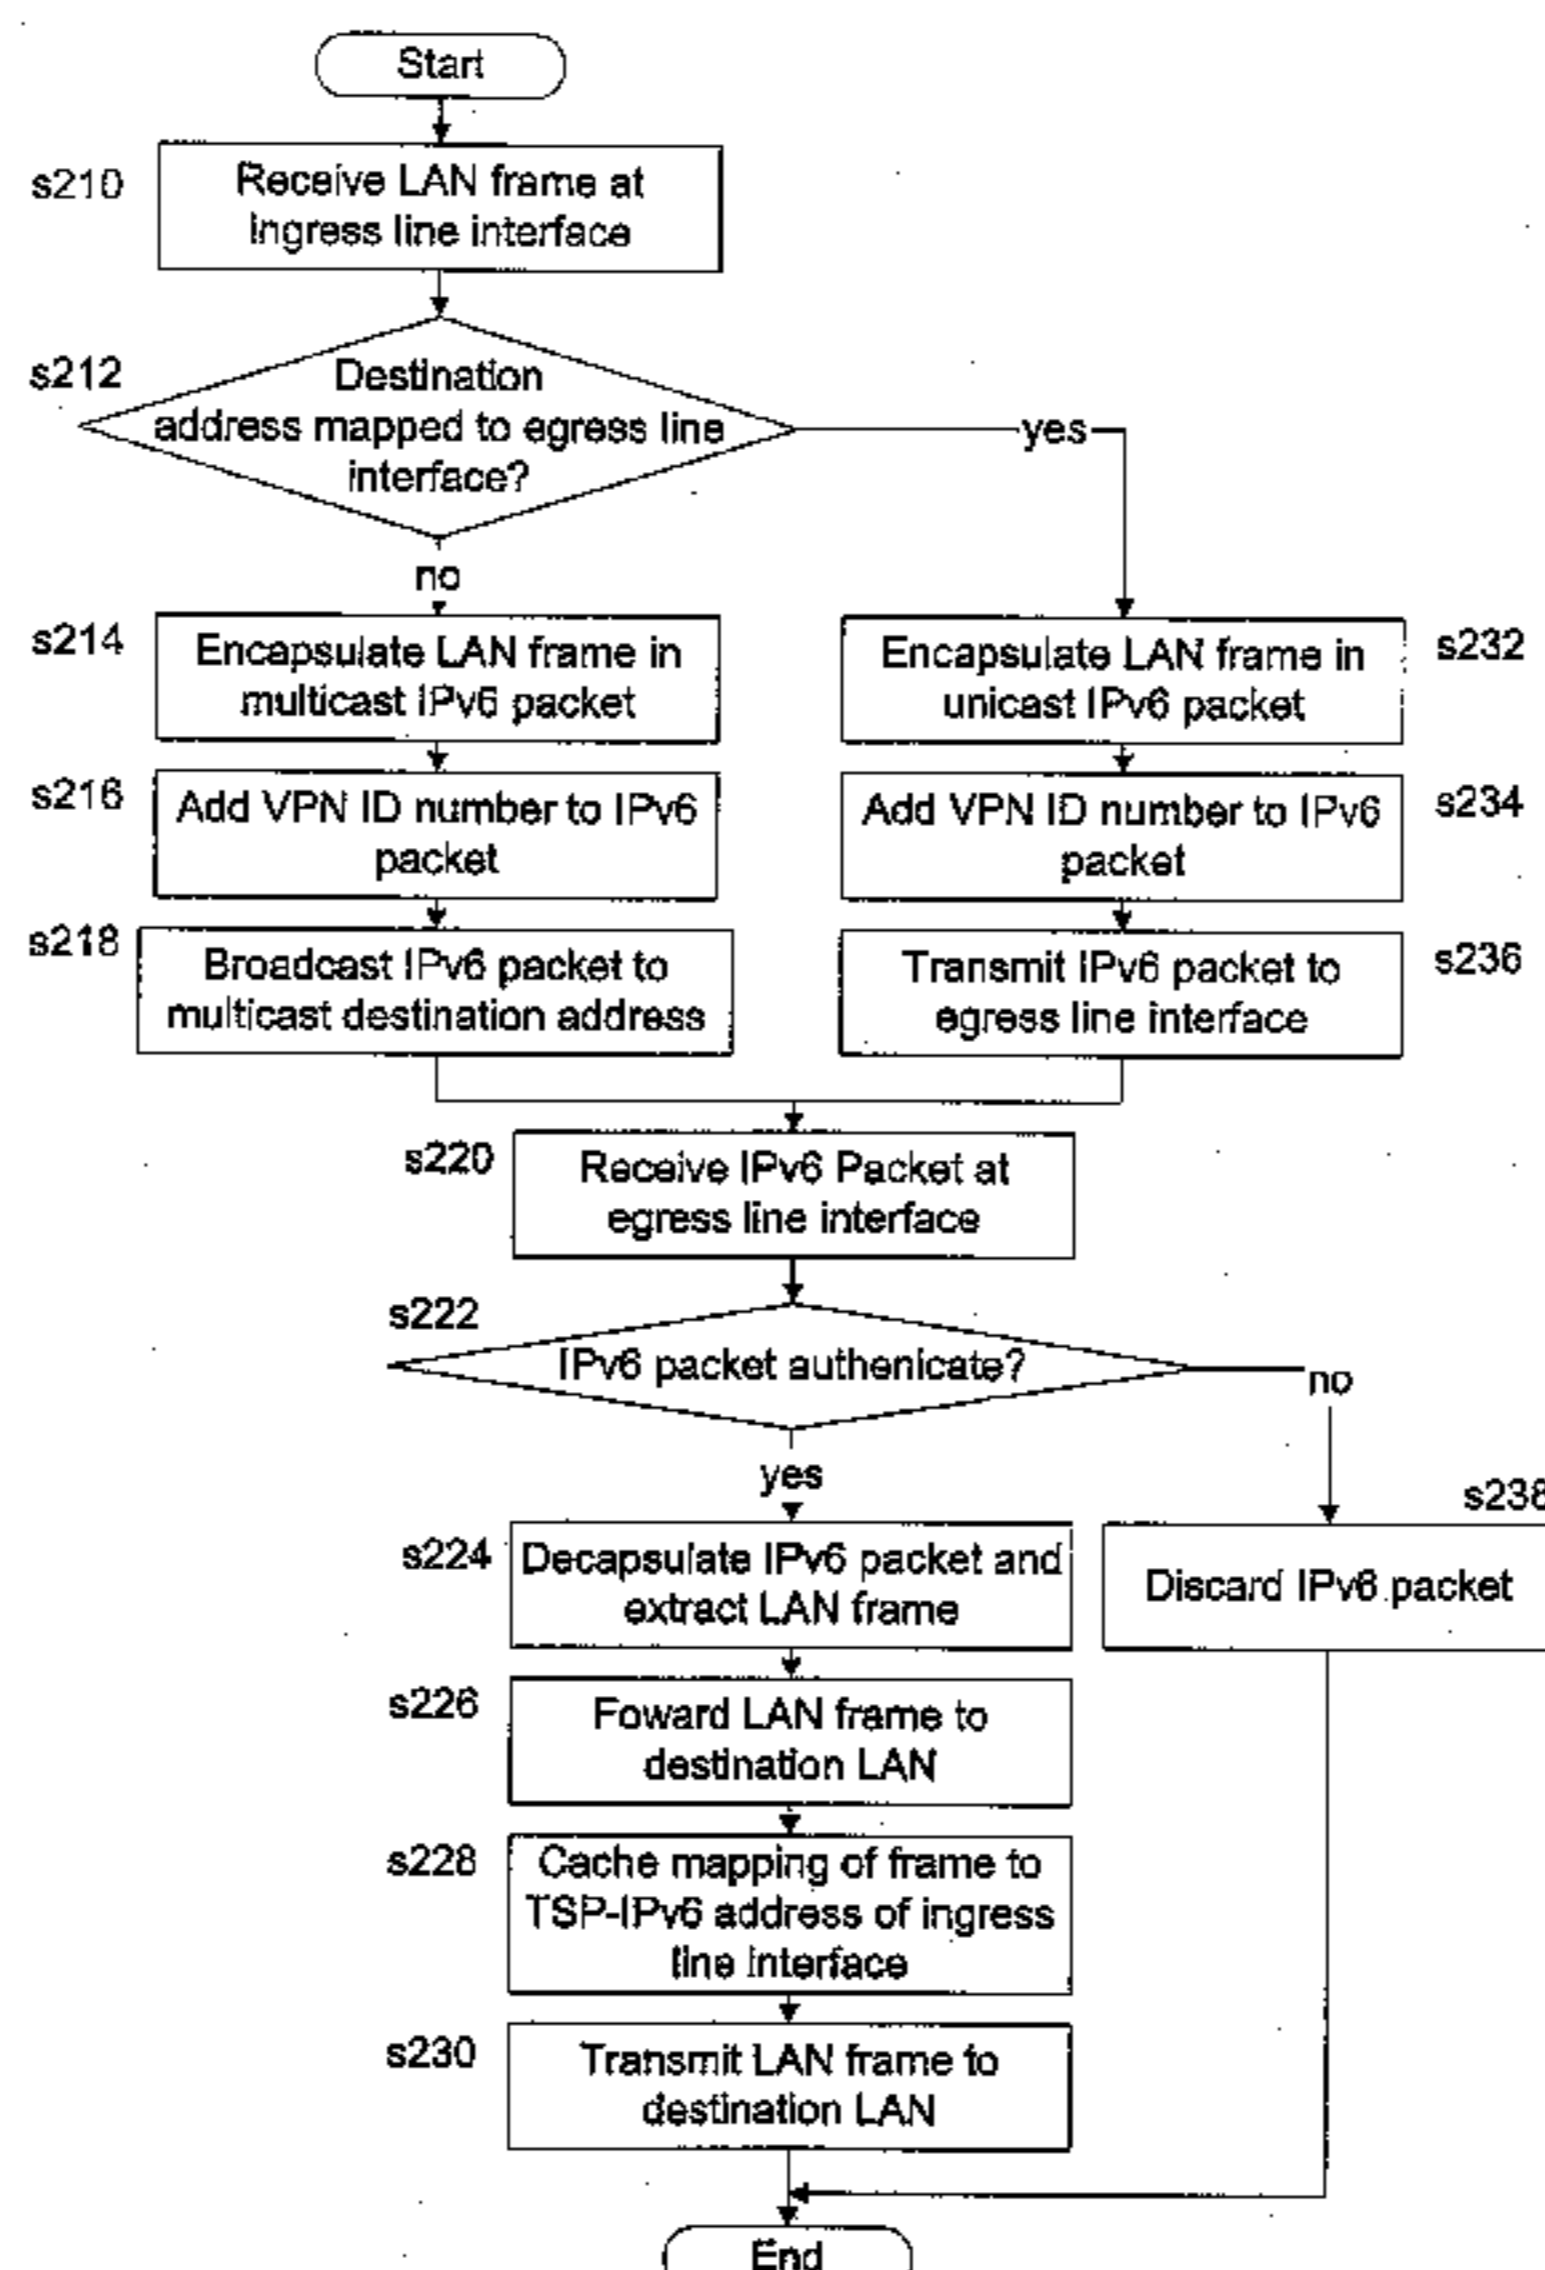 Start
s210
Receive LAN frame at
ingress line interface
s212
Destination
address mapped to egress line
interface?
yes
no
s214
Encapsulate LAN frame in
multicast IPv6 packet
s232
Encapsulate LAN frame in
unicast IPv6 packet
s216
Add VPN ID number to IPv6
packet
s234
Add VPN ID number to IPv6
packet
s218
Broadcast IPv6 packet to
multicast destination address
s236
Transmit IPv6 packet to
egress line interface
s220
Receive IPv6 Packet at
egress line interface
s222
IPv6 packet authenicate?
no
yes
s224
Decapsulate IPv6 packet and
extract LAN frame
s238
Discard IPv6 packet
s226
Foward LAN frame to
destination LAN
s228
Cache mapping of frame to
TSP-IPv6 address of ingress
line interface
s230
Transmit LAN frame to
destination LAN
End